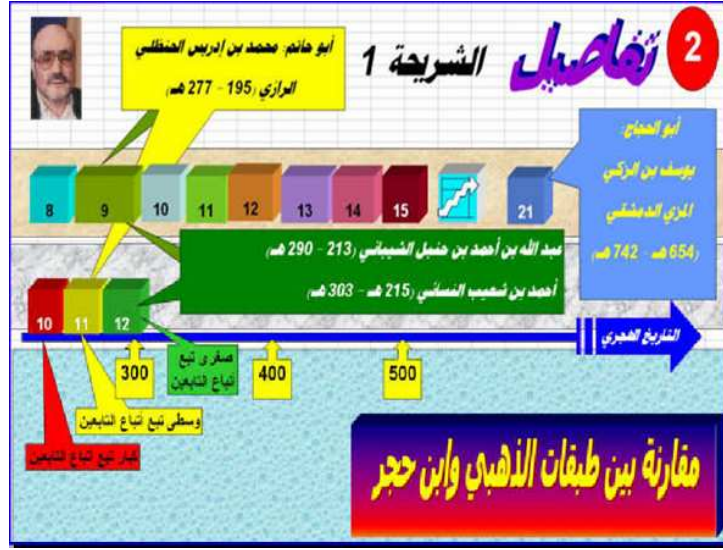 2
تفاصيل الشريحة 1
أبو حاتم: محمد بن إدريس الحنظلي
الرازي (195 - 277 هـ)
أبو الحجاج:
يوسف بن الزكي
المزي الدمشقي
(654 هـ - 742 هـ)
8 9 10 11 12 13 14 15 21
عبد الله بن أحمد بن حنبل الشيباني (213 - 290 هـ)
أحمد بن شعيب النسائي (215 هـ - 303 هـ)
10 11 12
التاريخ الهجري
300 400 500
صغرى تبع
أتباع التابعين
وسطى تبع أتباع التابعين
كبار تبع أتباع التابعين
مقارنة بين طبقات الذهبي وابن حجر